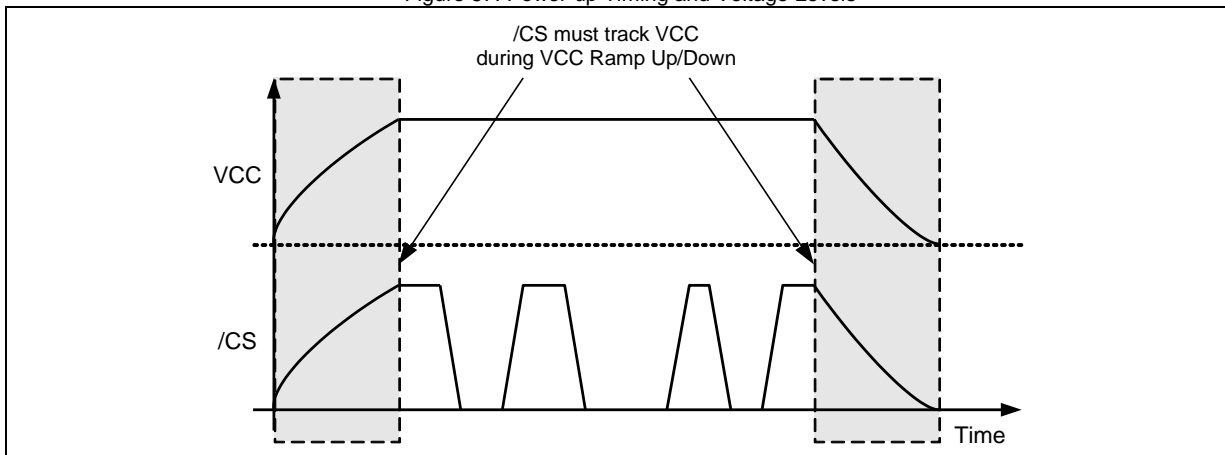 /CS must track VCC
during VCC Ramp Up/Down
VCC
/CS
Time